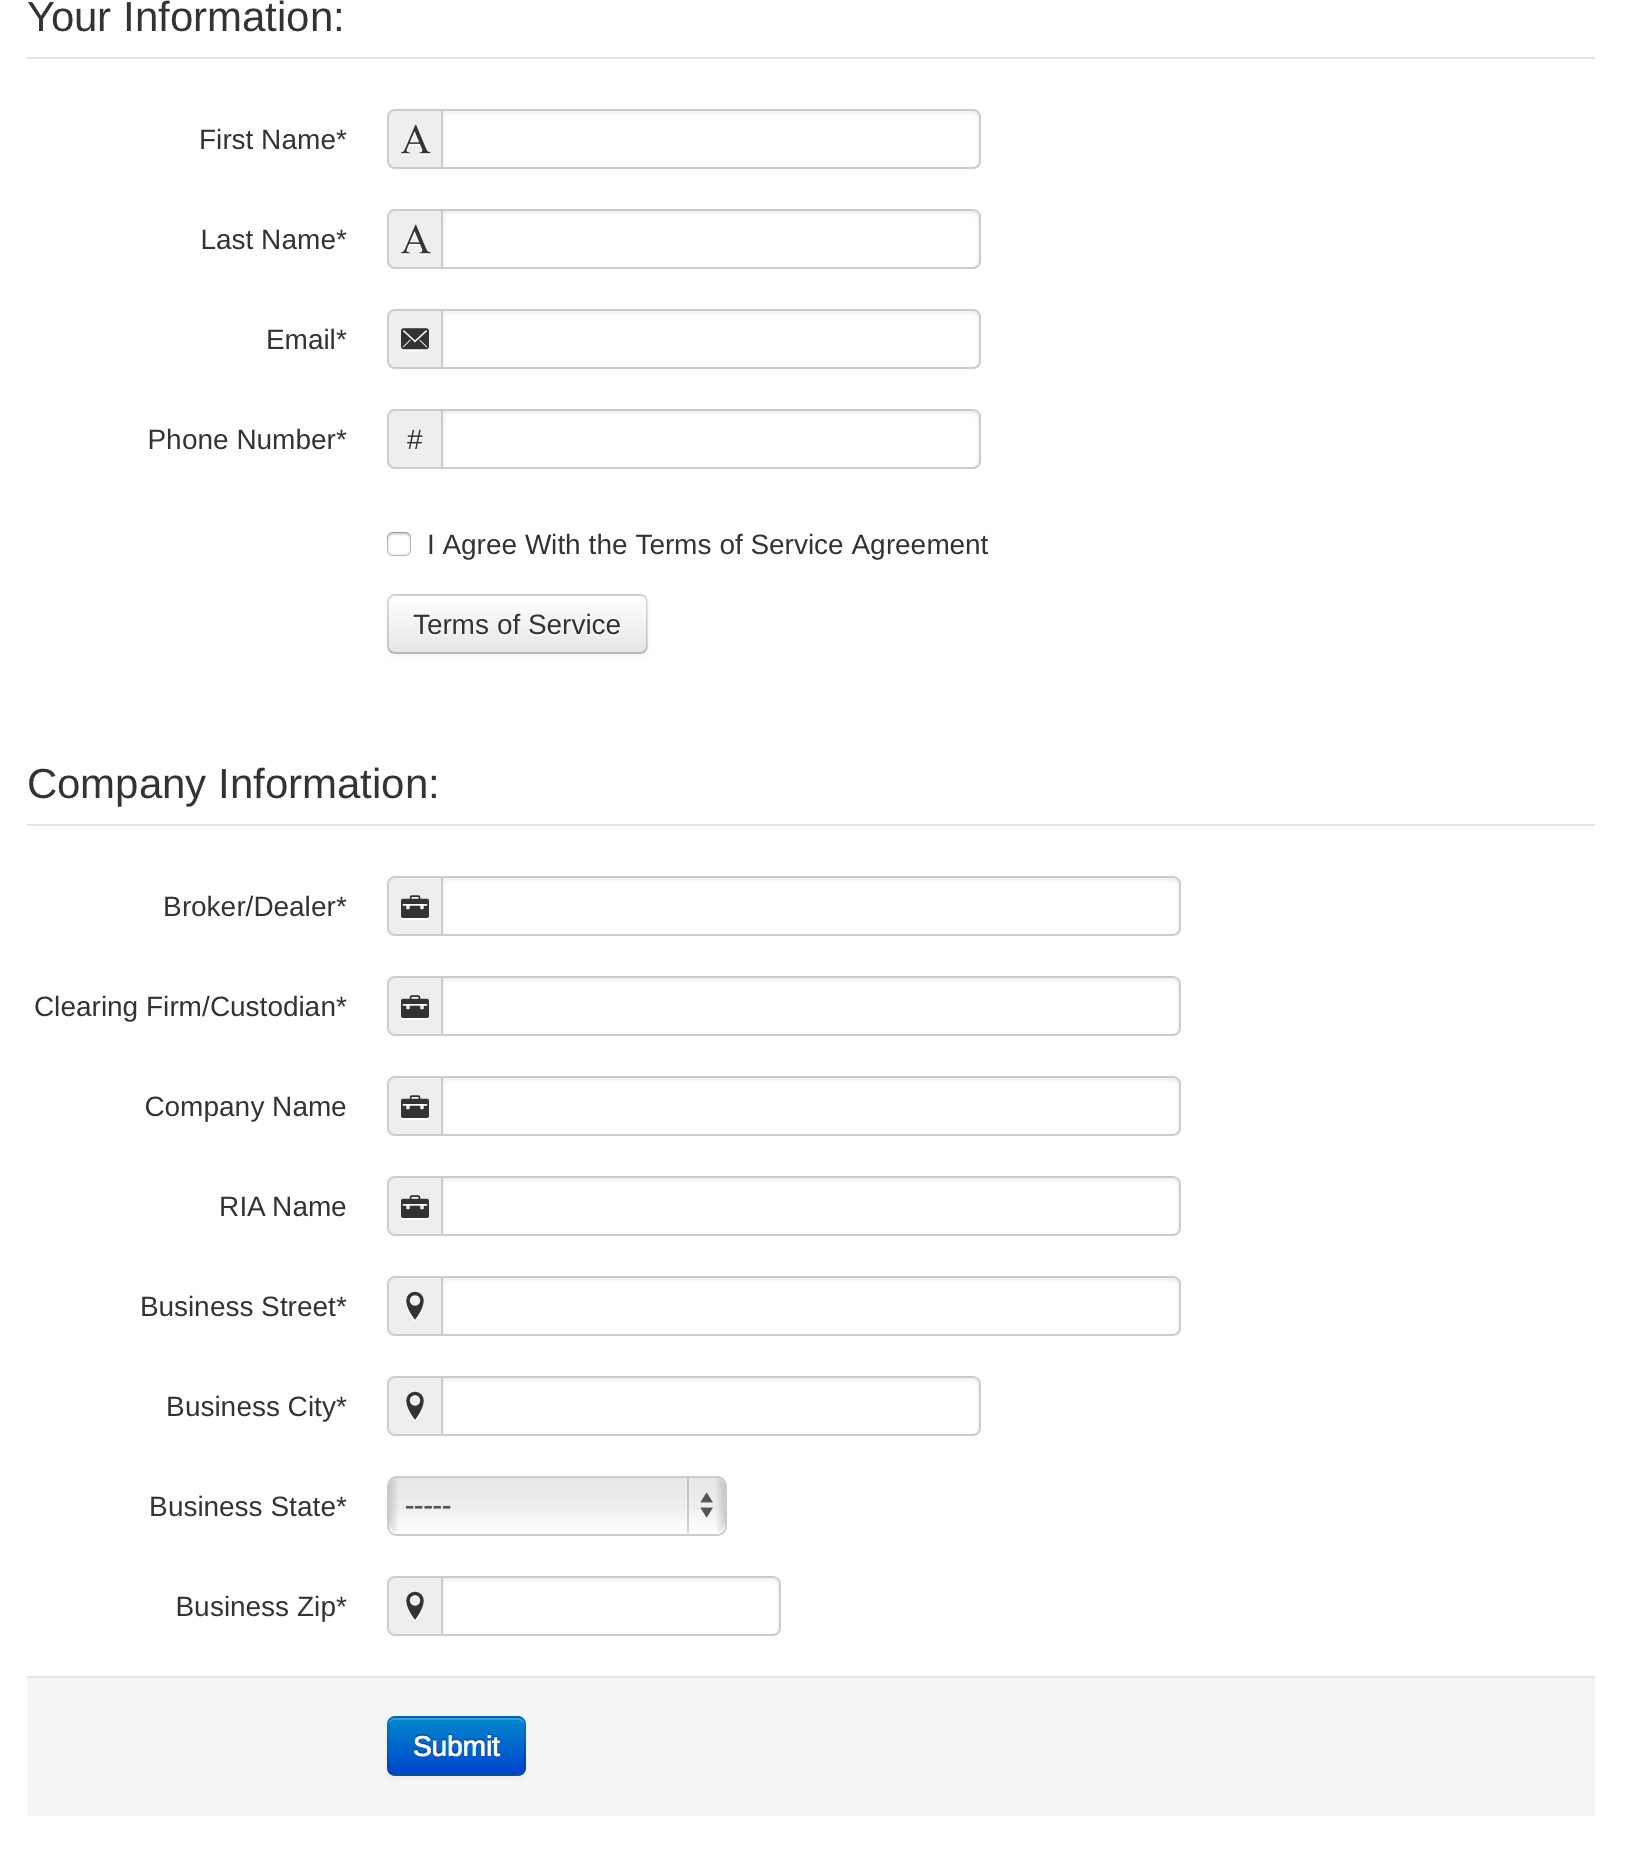 Your Information:
First Name*
A
Last Name*
A
Email*
Phone Number*
#
I Agree With the Terms of Service Agreement
Terms of Service
Company Information:
Broker/Dealer*
Clearing Firm/Custodian*
Company Name
RIA Name
Business Street*
Business City*
Business State*
-----
Business Zip*
Submit